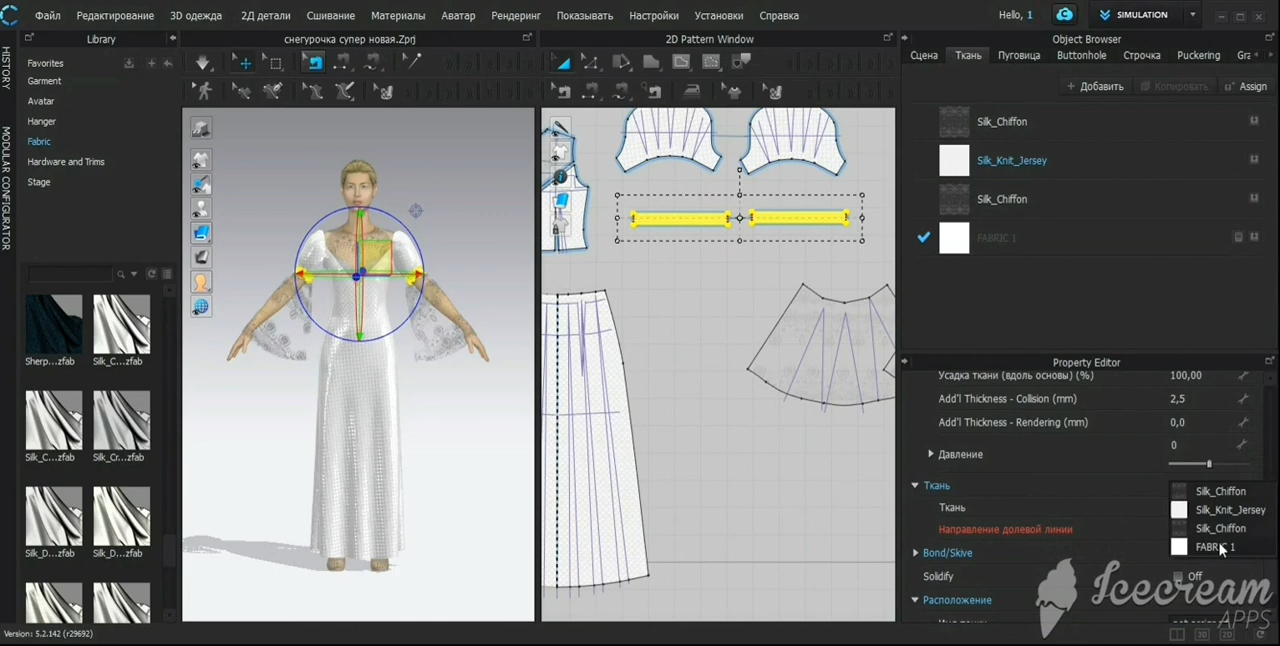 Файл Редактирование 3D одежда 2Д детали Сшивание Материалы Аватар Рендеринг Показывать Настройки Установки Справка Hello, 1 SIMULATION
HISTORY
MODULAR CONFIGURATOR
Library
Favorites
Garment
Avatar
Hanger
Fabric
Hardware and Trims
Stage
Sherp....zfab Silk_C...zfab
Silk_C...zfab Silk_Cr...zfab
Silk_D...zfab Silk_D...zfab
Version: 5.2.142 (r29692)
снегурочка супер новая.Zprj
2D Pattern Window
Object Browser
Сцена Ткань Пуговица Buttonhole Строчка Puckering
+ Добавить Копировать Assign
Silk_Chiffon
Silk_Knit_Jersey
Silk_Chiffon
FABRIC 1
Property Editor
Усадка ткани (вдоль основы) (%) 100,00
Add'l Thickness - Collision (mm) 2,5
Add'l Thickness - Rendering (mm) 0,0
Давление 0
Ткань
Ткань
Направление долевой линии
Silk_Chiffon
Silk_Knit_Jersey
Silk_Chiffon
FABRIC 1
Bond/Skive
Solidify Off
Расположение
Icecream
APPS